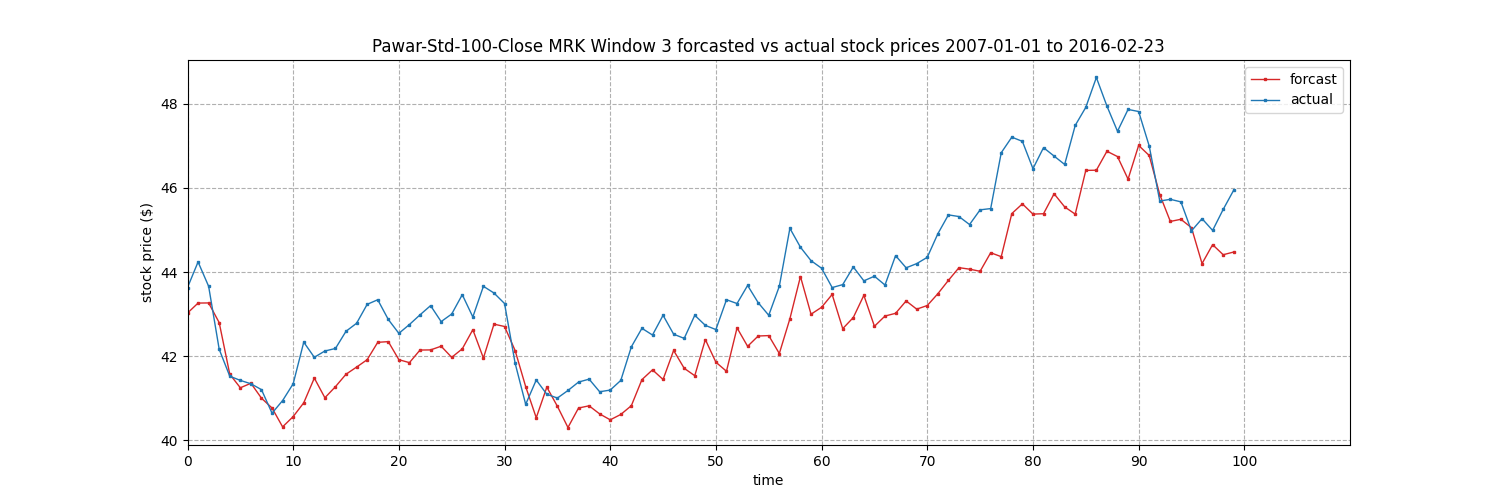 Pawar-Std-100-Close MRK Window 3 forcasted vs actual stock prices 2007-01-01 to 2016-02-23
forcast
actual
48
46
44
42
40
stock price ($)
0 10 20 30 40 50 60 70 80 90 100
time